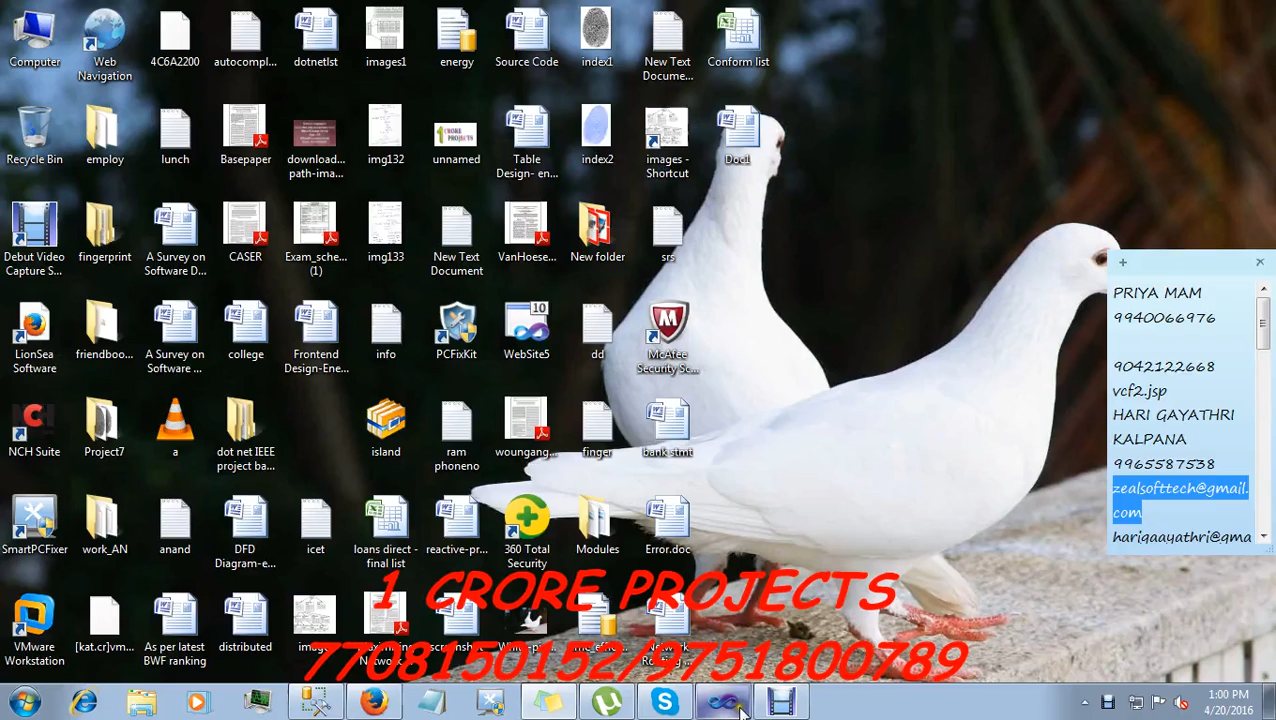 Computer
Web Navigation
4C6A2200
autocompl...
dotnetlst
images1
energy
Source Code
index1
New Text Docume...
Conform list
Recycle Bin
employ
lunch
Basepaper
download... path-ima...
img132
1 CRORE PROJECTS
unnamed
Table Design- en...
index2
images - Shortcut
Doc1
Debut Video Capture S...
fingerprint
A Survey on Software D...
CASER
Exam_sche... (1)
img133
New Text Document
VanHoese...
New folder
srs
LionSea Software
friendboo...
A Survey on Software ...
college
Frontend Design-Ene...
info
PCFixKit
10
WebSite5
dd
McAfee Security Sc...
NCH Suite
Project7
a
dot net IEEE project ba...
island
ram phoneno
woungang...
finger
bank stmt
SmartPCFixer
work_AN
anand
DFD Diagram-e...
icet
loans direct - final list
reactive-pr...
360 Total Security
Modules
Error.doc
VMware Workstation
[kat.cr]vm...
As per latest BWF ranking
distributed
PRIYA MAM
9940066976
HARI GAYATHRI
KALPANA
zealsofttech@gmail.
com
1 CRORE PROJECTS
7708150152/9751800789
1:00 PM
4/20/2016